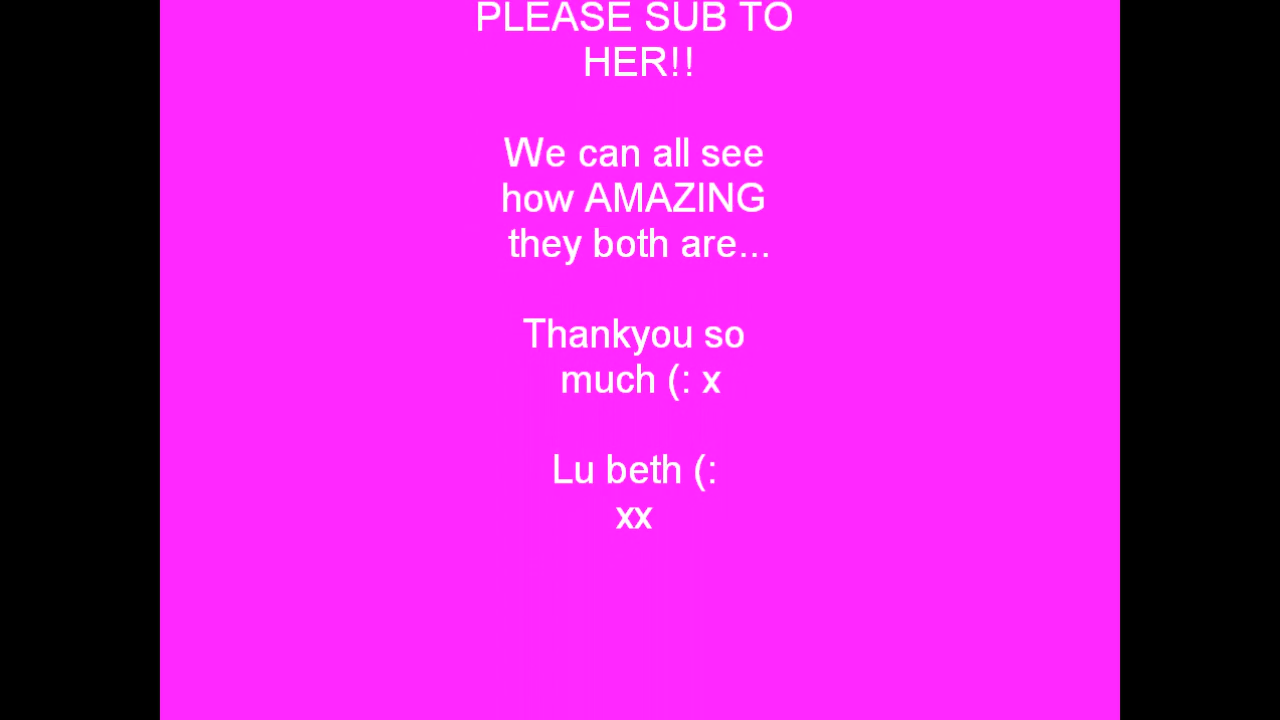 PLEASE SUB TO
HER!!
We can all see
how AMAZING
they both are...
Thankyou so
much (: x
Lu beth (:
xx